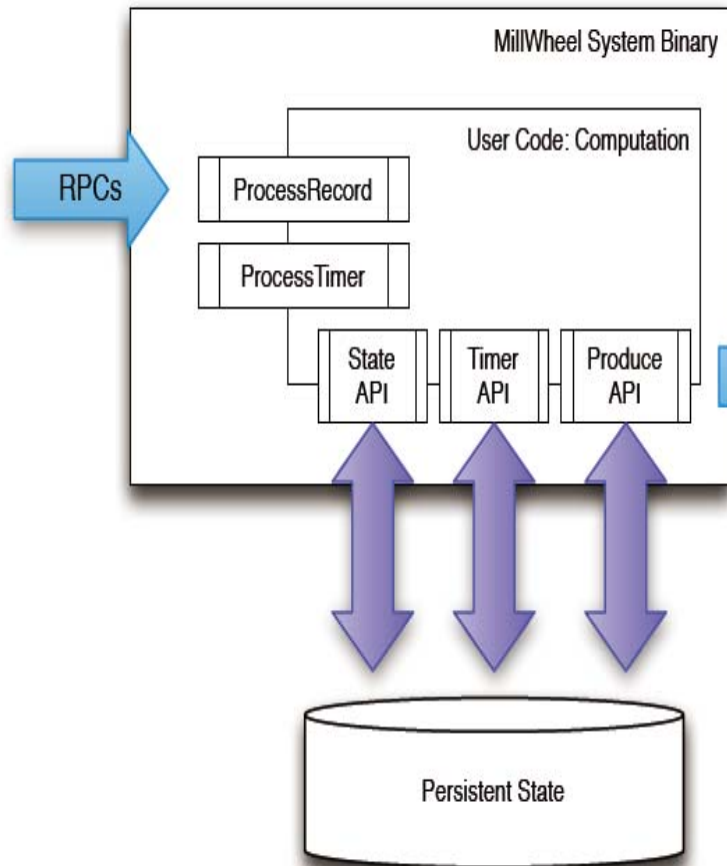 MillWheel System Binary
User Code: Computation
RPCs
ProcessRecord
ProcessTimer
State
API
Timer
API
Produce
API
Persistent State